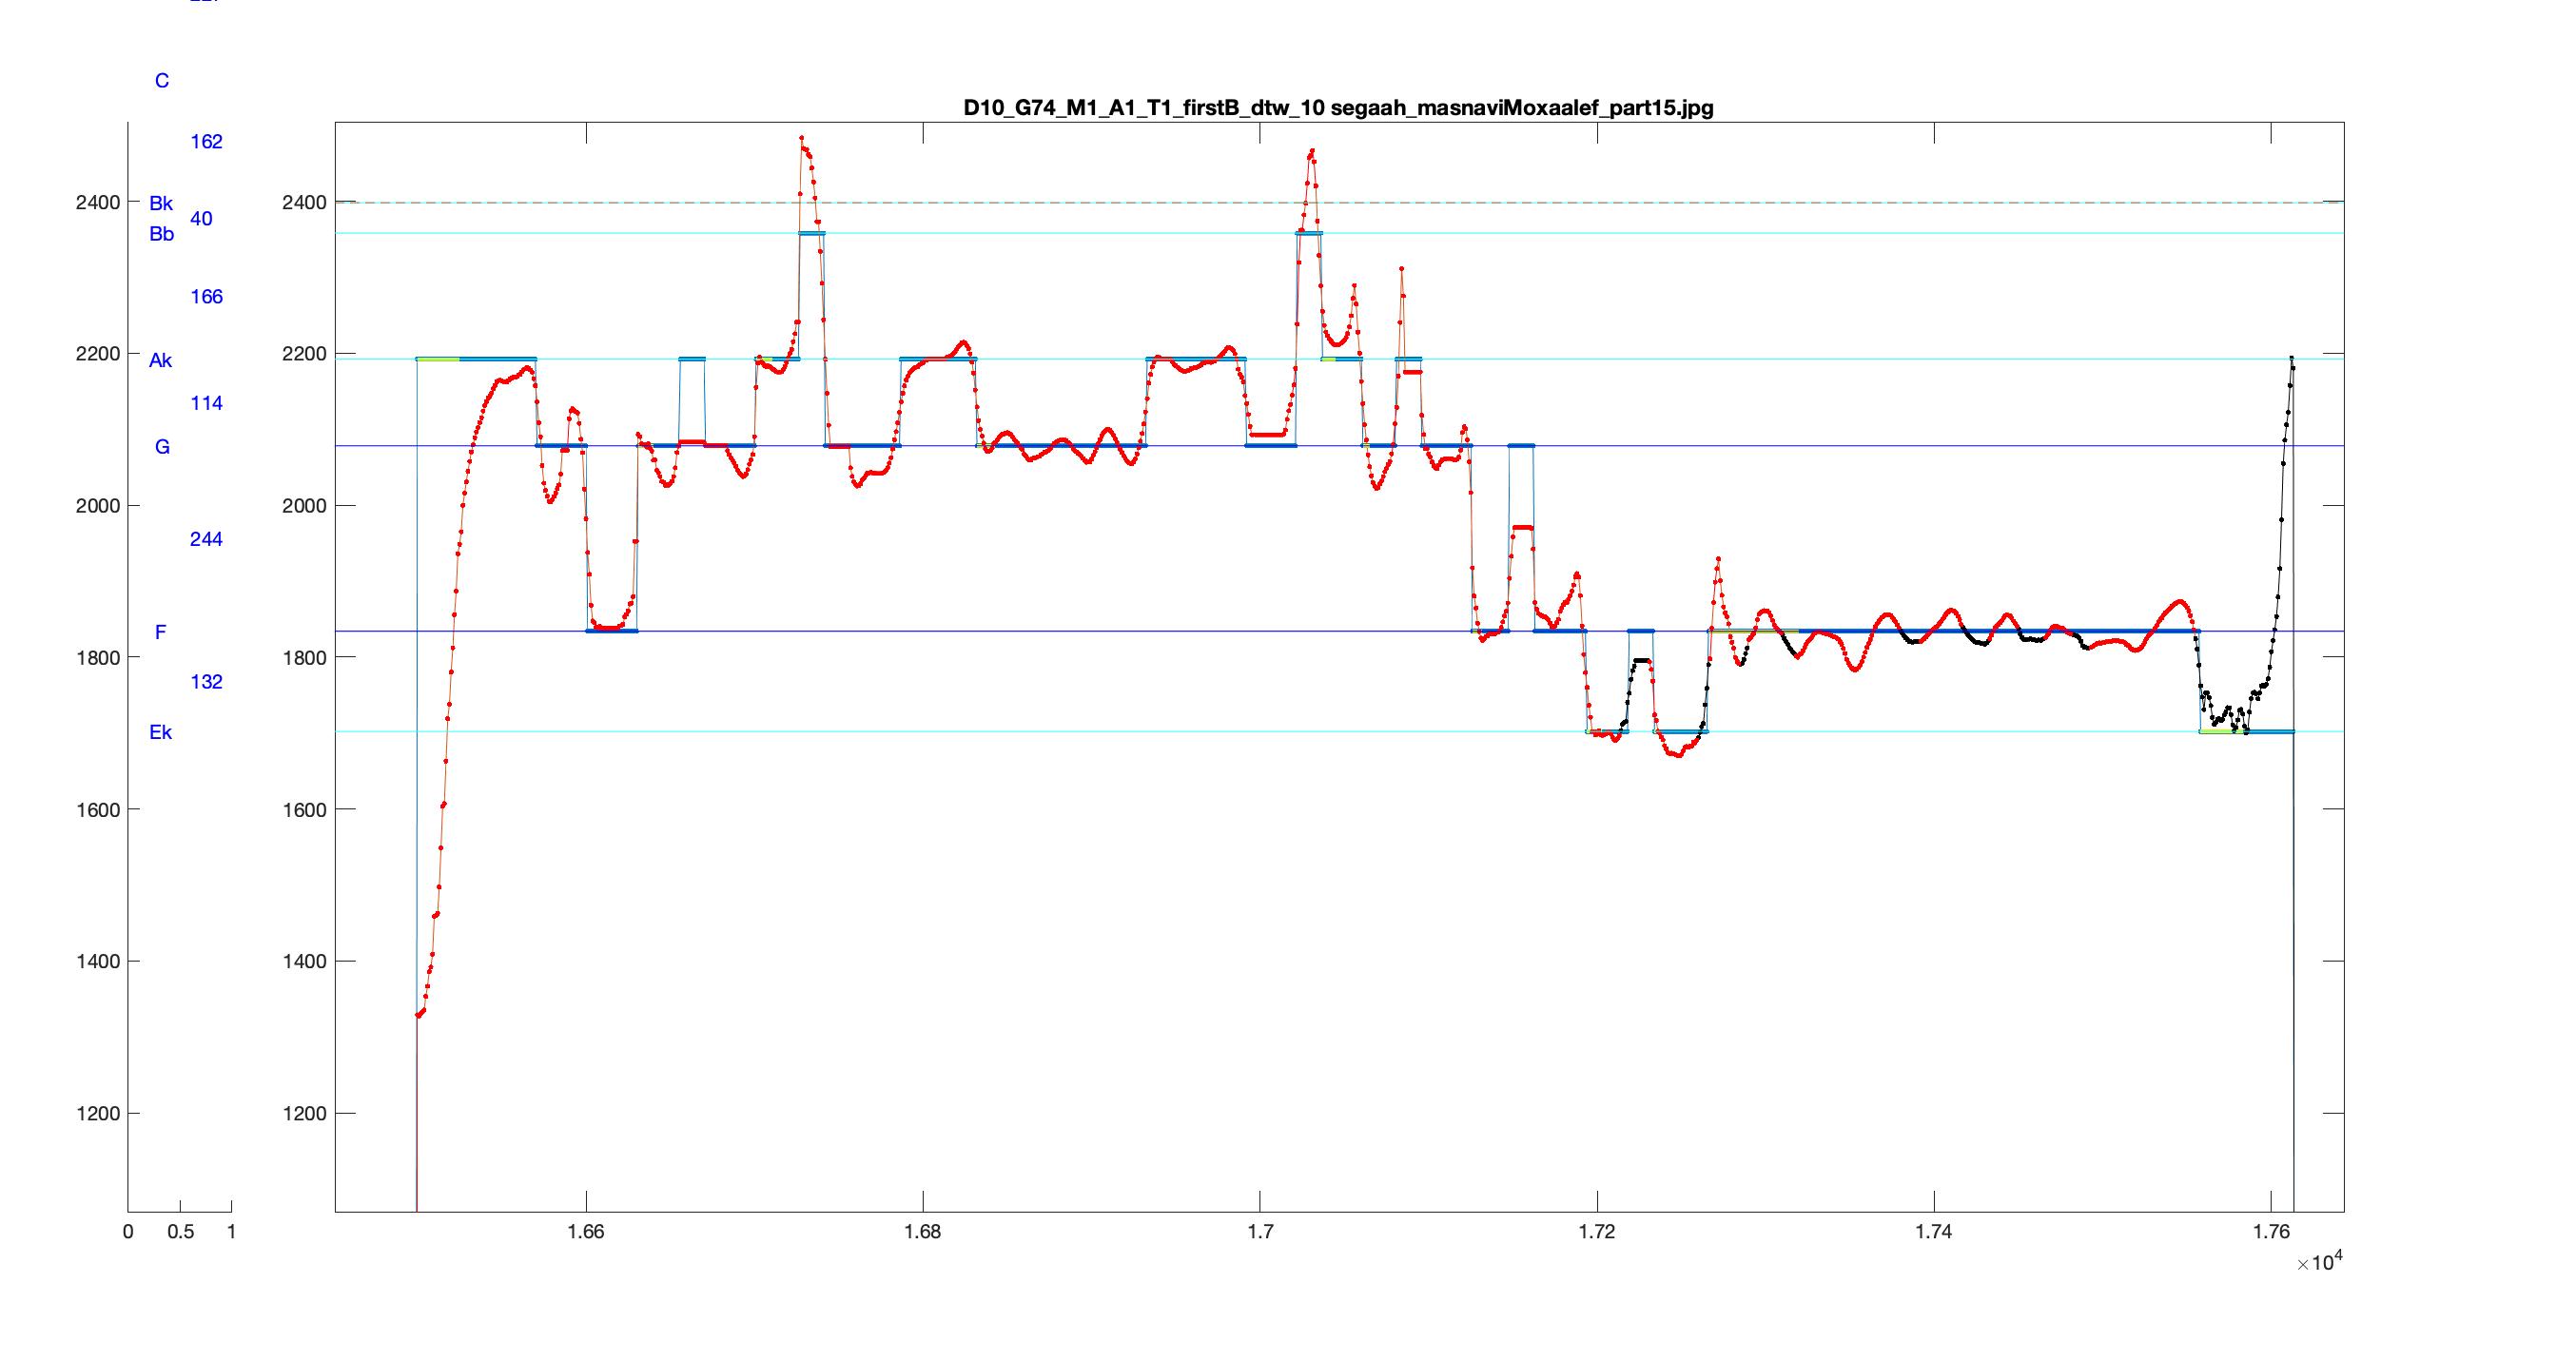 C
D10_G74_M1_A1_T1_firstB_dtw_10 segaah_masnaviMoxaalef_part15.jpg
162
2400 Bk 2400
40
Bb
166
2200 Ak 2200
114
G
2000 2000
244
F
1800 1800
132
Ek
1600 1600
1400 1400
1200 1200
0 0.5 1 1.66 1.68 1.7 1.72 1.74 1.76
×10^4